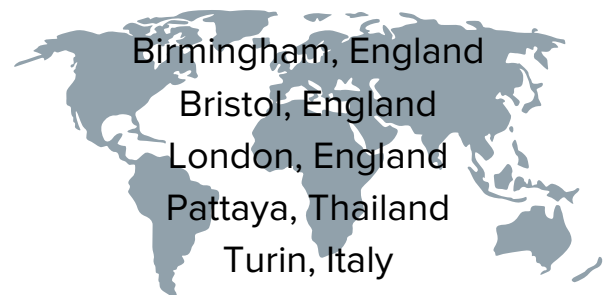 Birmingham, England
Bristol, England
London, England
Pattaya, Thailand
Turin, Italy